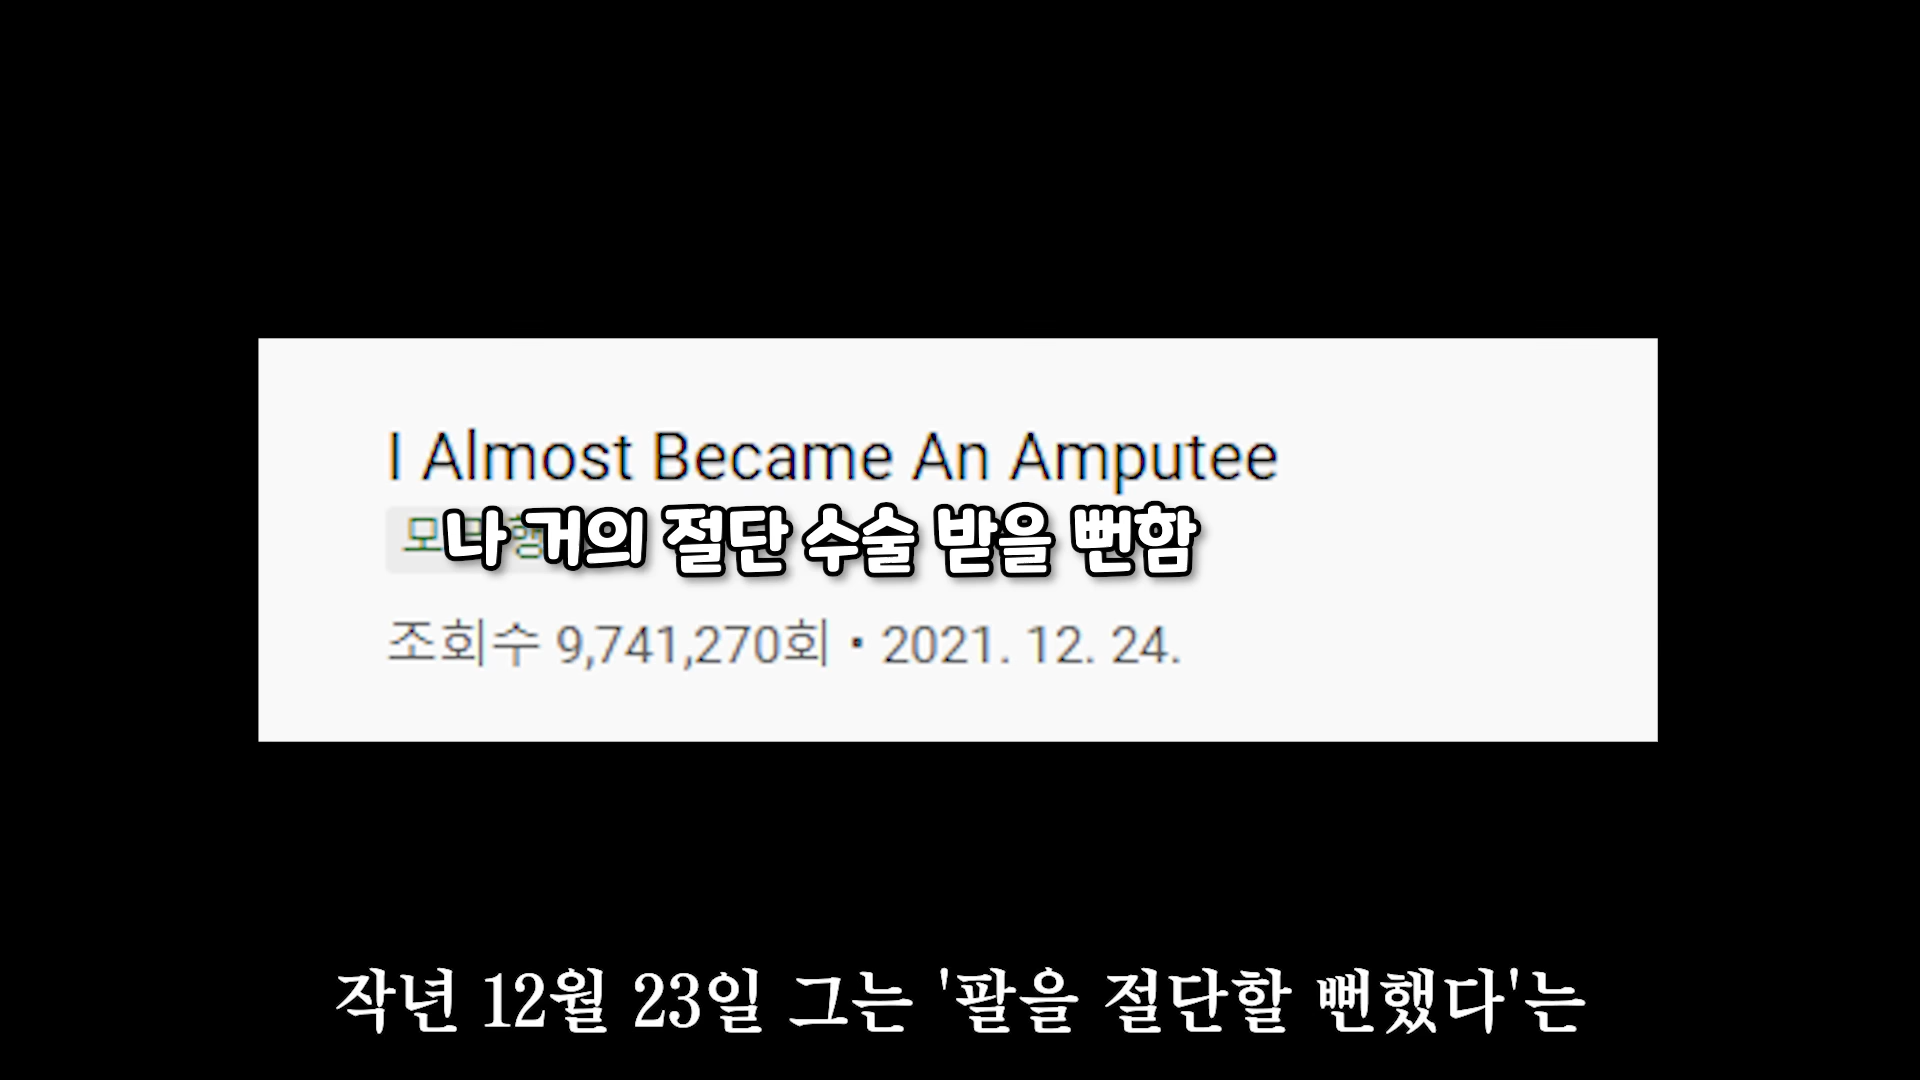 I Almost Became An Amputee
나 거의 절단 수술 받을 뻔함
조회수 9,741,270회 • 2021. 12. 24.
작년 12월 23일 그는 '팔을 절단할 뻔했다'는